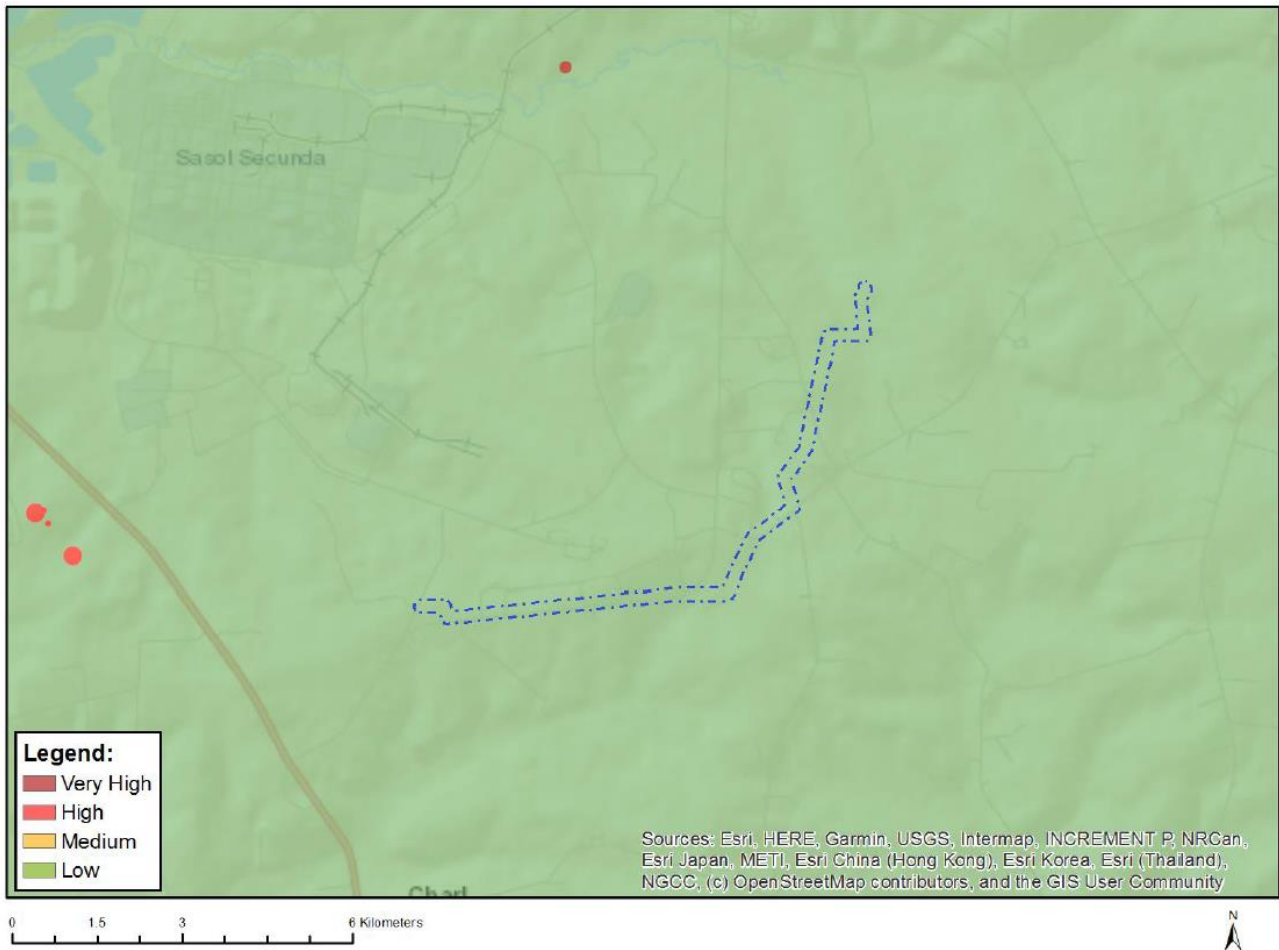 Sasol Secunda
Legend:
Very High
High
Medium
Low
Sources: Esri, HERE, Garmin, USGS, Intermap, INCREMENT P, NRCan,
Esri Japan, METI, Esri China (Hong Kong), Esri Korea, Esri (Thailand),
NGCC, (c) OpenStreetMap contributors, and the GIS User Community
Charl
0 1.5 3 6 Kilometers
N